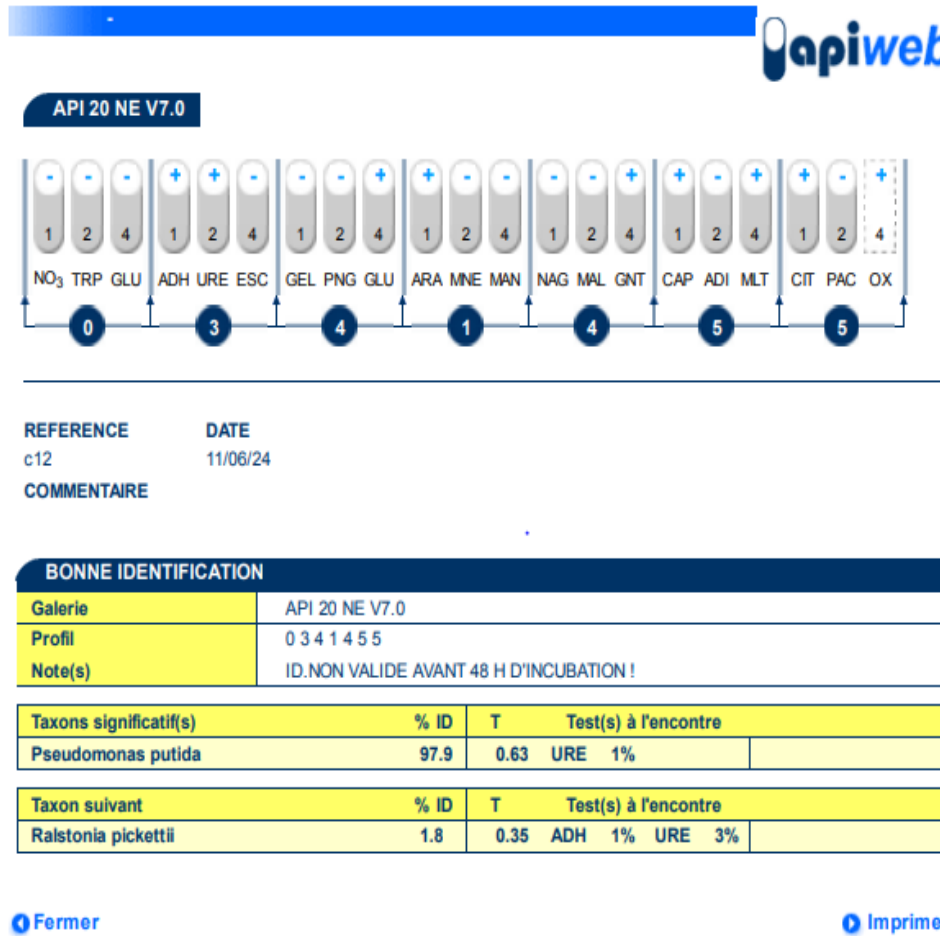 apiweb
API 20 NE V7.0
- - - + + - - - + + - - - - + + - + + - +
1 2 4 1 2 4 1 2 4 1 2 4 1 2 4 1 2 4 1 2 4
NO3 TRP GLU ADH URE ESC GEL PNG GLU ARA MNE MAN NAG MAL GNT CAP ADI MLT CIT PAC OX
0 3 4 1 4 5 5
REFERENCE DATE
c12 11/06/24
COMMENTAIRE
BONNE IDENTIFICATION
Galerie API 20 NE V7.0
Profil 0 3 4 1 4 5 5
Note(s) ID.NON VALIDE AVANT 48 H D'INCUBATION !
Taxons significatif(s) % ID T Test(s) à l'encontre
Pseudomonas putida 97.9 0.63 URE 1%
Taxon suivant % ID T Test(s) à l'encontre
Ralstonia pickettii 1.8 0.35 ADH 1% URE 3%
Fermer Imprime